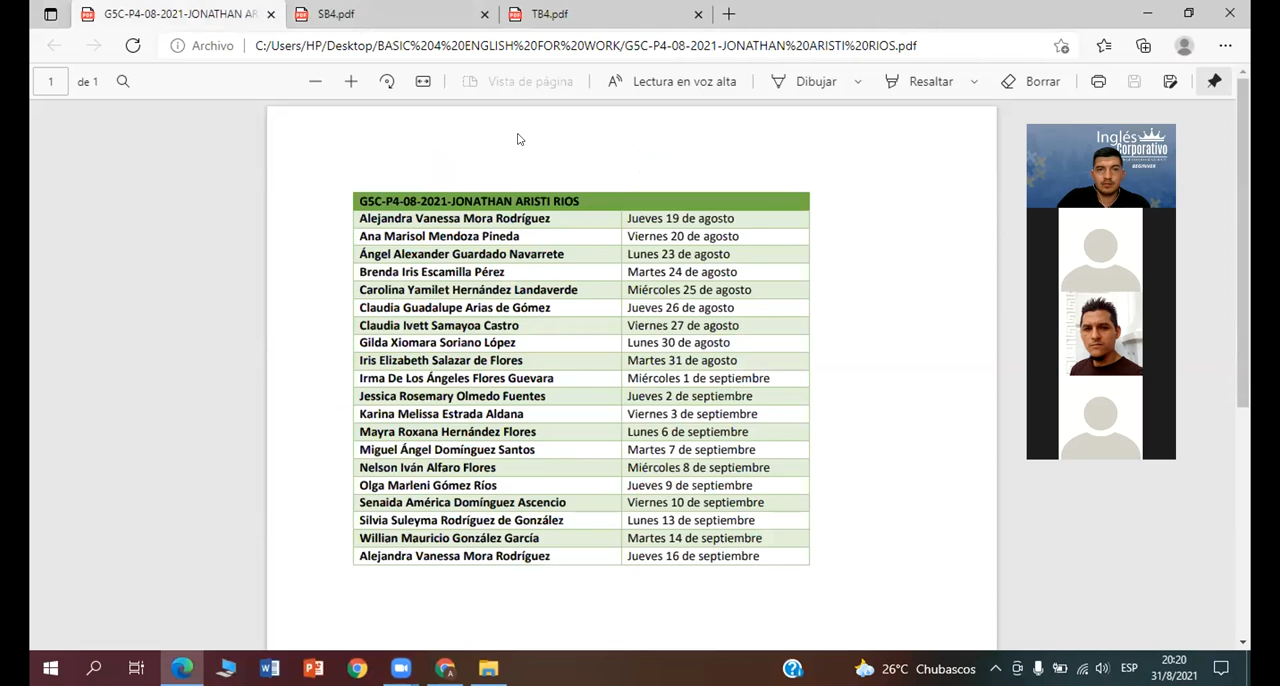 G5C-P4-08-2021-JONATHAN AR
SB4.pdf
TB4.pdf
Archivo
C:/Users/HP/Desktop/BASIC%204%20ENGLISH%20FOR%20WORK/G5C-P4-08-2021-JONATHAN%20ARISTI%20RIOS.pdf
1 de 1
Vista de página
Lectura en voz alta
Dibujar
Resaltar
Borrar
Inglés
Corporativo
BEGINNER
G5C-P4-08-2021-JONATHAN ARISTI RIOS
Alejandra Vanessa Mora Rodríguez Jueves 19 de agosto
Ana Marisol Mendoza Pineda Viernes 20 de agosto
Ángel Alexander Guardado Navarrete Lunes 23 de agosto
Brenda Iris Escamilla Pérez Martes 24 de agosto
Carolina Yamilet Hernández Landaverde Miércoles 25 de agosto
Claudia Guadalupe Arias de Gómez Jueves 26 de agosto
Claudia Ivett Samayoa Castro Viernes 27 de agosto
Gilda Xiomara Soriano López Lunes 30 de agosto
Iris Elizabeth Salazar de Flores Martes 31 de agosto
Irma De Los Ángeles Flores Guevara Miércoles 1 de septiembre
Jessica Rosemary Olmedo Fuentes Jueves 2 de septiembre
Karina Melissa Estrada Aldana Viernes 3 de septiembre
Mayra Roxana Hernández Flores Lunes 6 de septiembre
Miguel Ángel Domínguez Santos Martes 7 de septiembre
Nelson Iván Alfaro Flores Miércoles 8 de septiembre
Olga Marleni Gómez Ríos Jueves 9 de septiembre
Senaida América Domínguez Ascencio Viernes 10 de septiembre
Silvia Suleyma Rodríguez de González Lunes 13 de septiembre
Willian Mauricio González García Martes 14 de septiembre
Alejandra Vanessa Mora Rodríguez Jueves 16 de septiembre
26°C Chubascos
ESP
20:20
31/8/2021